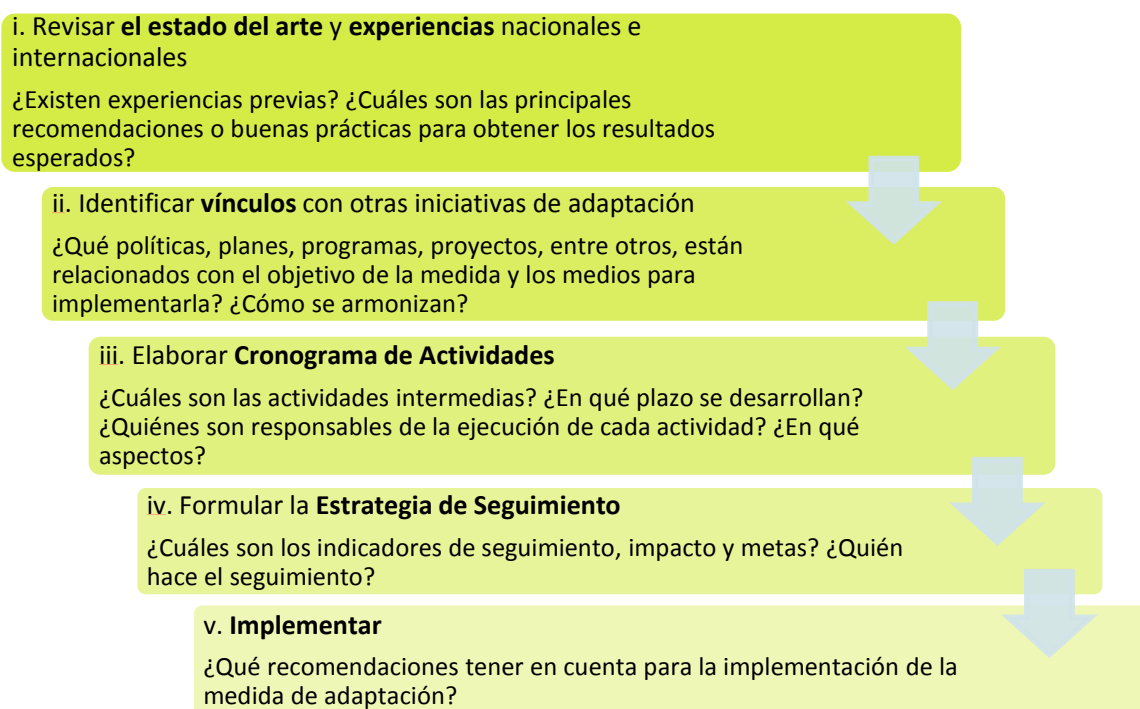 i. Revisar el estado del arte y experiencias nacionales e
internacionales
¿Existen experiencias previas? ¿Cuáles son las principales
recomendaciones o buenas prácticas para obtener los resultados
esperados?
ii. Identificar vínculos con otras iniciativas de adaptación
¿Qué políticas, planes, programas, proyectos, entre otros, están
relacionados con el objetivo de la medida y los medios para
implementarla? ¿Cómo se armonizan?
iii. Elaborar Cronograma de Actividades
¿Cuáles son las actividades intermedias? ¿En qué plazo se desarrollan?
¿Quiénes son responsables de la ejecución de cada actividad? ¿En qué
aspectos?
iv. Formular la Estrategia de Seguimiento
¿Cuáles son los indicadores de seguimiento, impacto y metas? ¿Quién
hace el seguimiento?
v. Implementar
¿Qué recomendaciones tener en cuenta para la implementación de la
medida de adaptación?